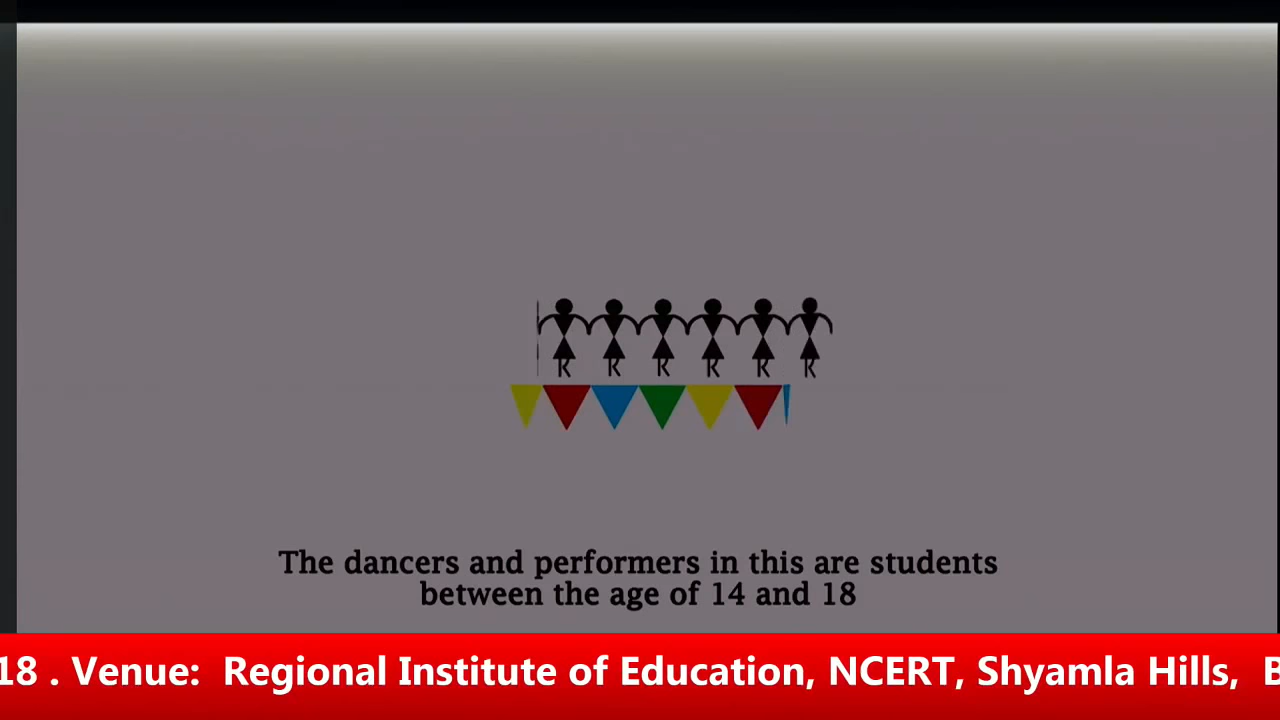 The dancers and performers in this are students
between the age of 14 and 18
18 . Venue:  Regional Institute of Education, NCERT, Shyamla Hills,